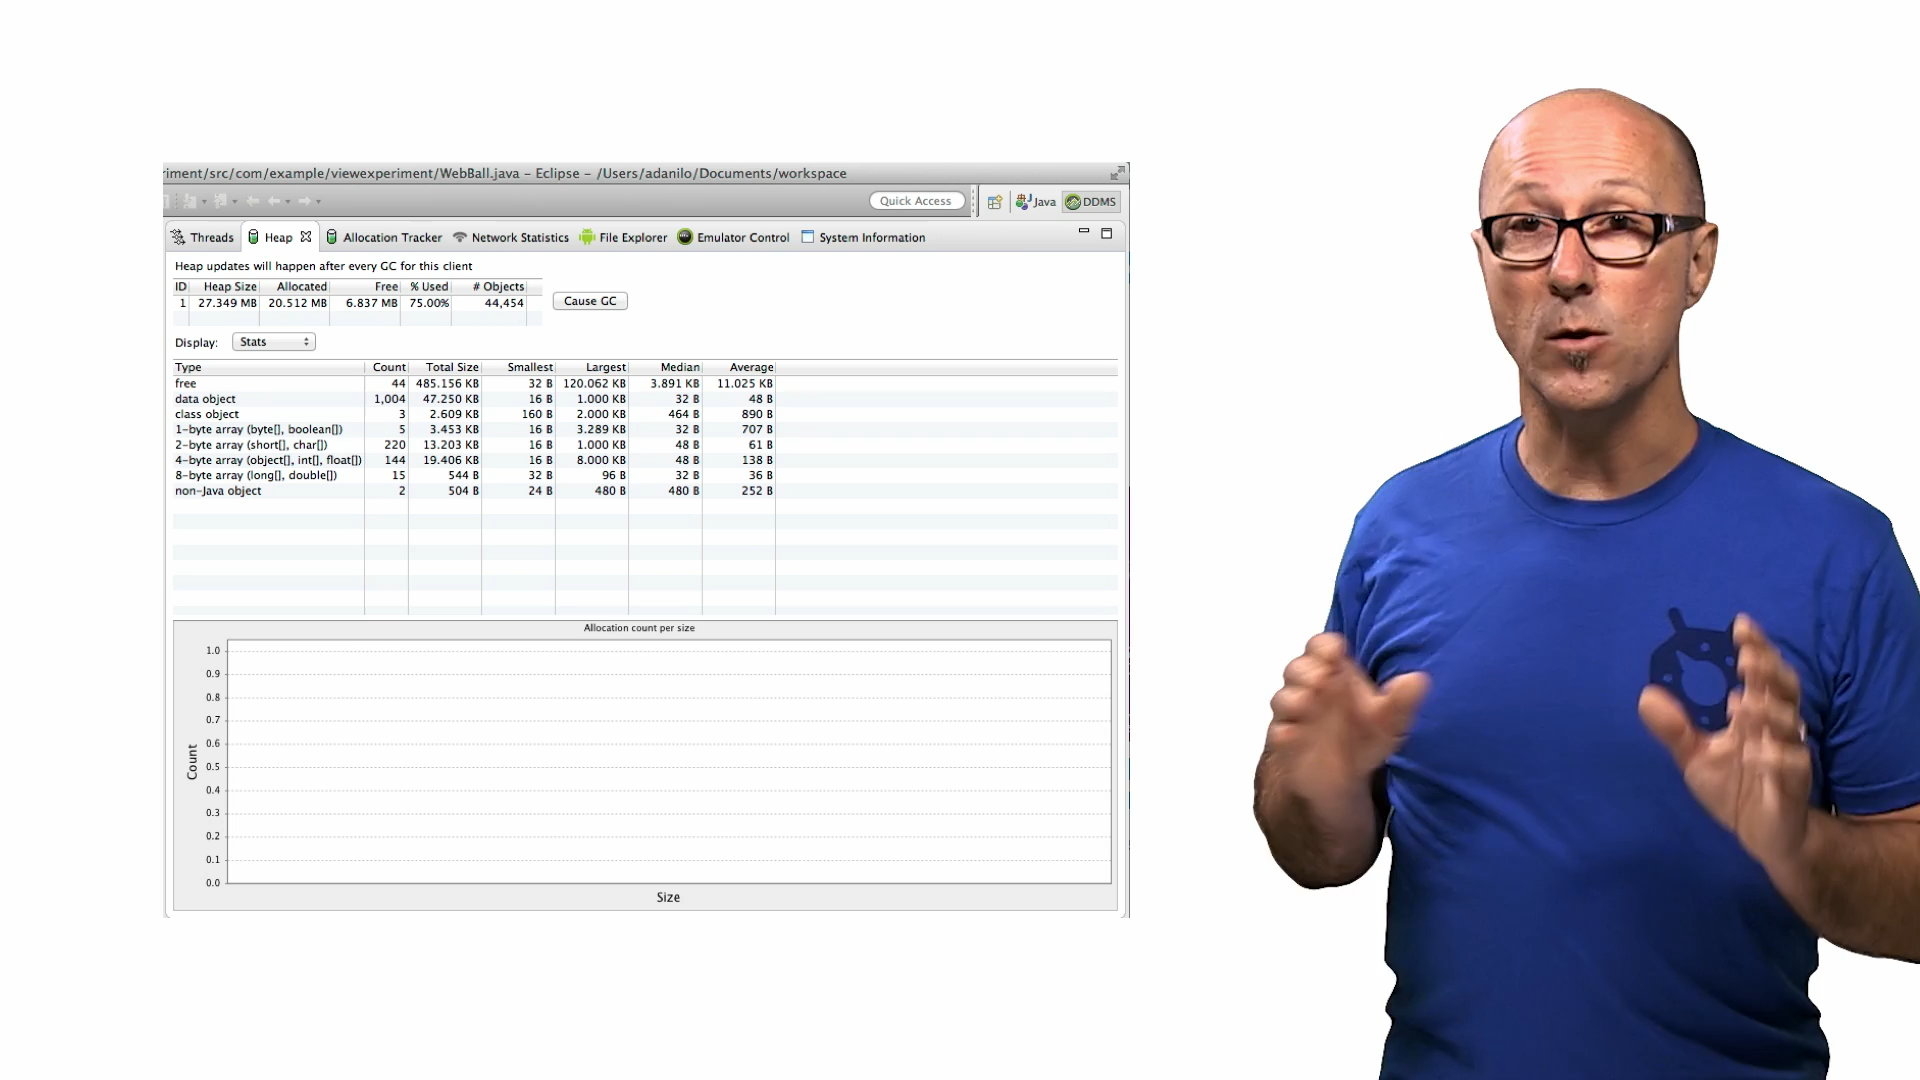 riment/src/com/example/viewexperiment/WebBall.java – Eclipse – /Users/adanilo/Documents/workspace
Quick Access Java DDMS
Threads Heap Allocation Tracker Network Statistics File Explorer Emulator Control System Information
Heap updates will happen after every GC for this client
ID Heap Size Allocated Free % Used # Objects
1 27.349 MB 20.512 MB 6.837 MB 75.00% 44,454 Cause GC
Display: Stats
Type Count Total Size Smallest Largest Median Average
free 44 485.156 KB 32 B 120.062 KB 3.891 KB 11.025 KB
data object 1,004 47.250 KB 16 B 1.000 KB 32 B 48 B
class object 3 2.609 KB 160 B 2.000 KB 464 B 890 B
1-byte array (byte[], boolean[]) 5 3.453 KB 16 B 3.289 KB 32 B 707 B
2-byte array (short[], char[]) 220 13.203 KB 16 B 1.000 KB 48 B 61 B
4-byte array (object[], int[], float[]) 144 19.406 KB 16 B 8.000 KB 48 B 138 B
8-byte array (long[], double[]) 15 544 B 32 B 96 B 32 B 36 B
non-Java object 2 504 B 24 B 480 B 480 B 252 B
Allocation count per size
1.0
0.9
0.8
0.7
0.6
0.5
0.4
0.3
0.2
0.1
0.0
Count
Size